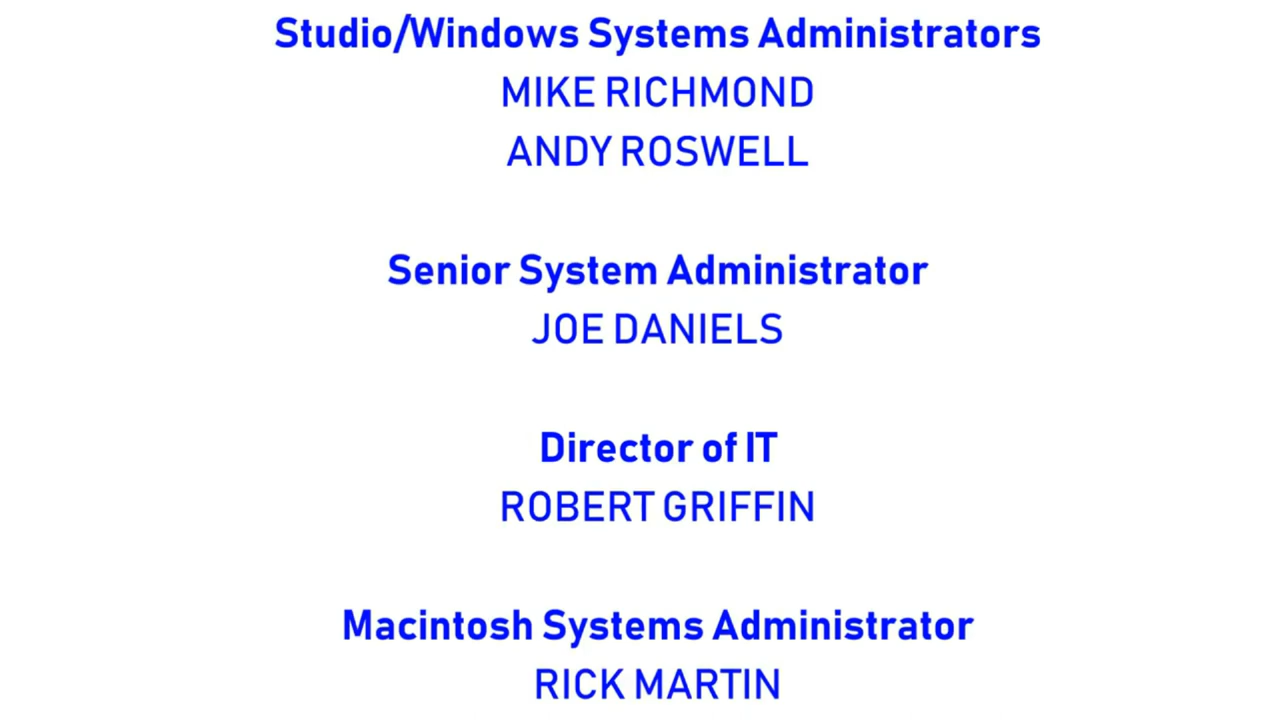 Studio/Windows Systems Administrators
MIKE RICHMOND
ANDY ROSWELL
Senior System Administrator
JOE DANIELS
Director of IT
ROBERT GRIFFIN
Macintosh Systems Administrator
RICK MARTIN